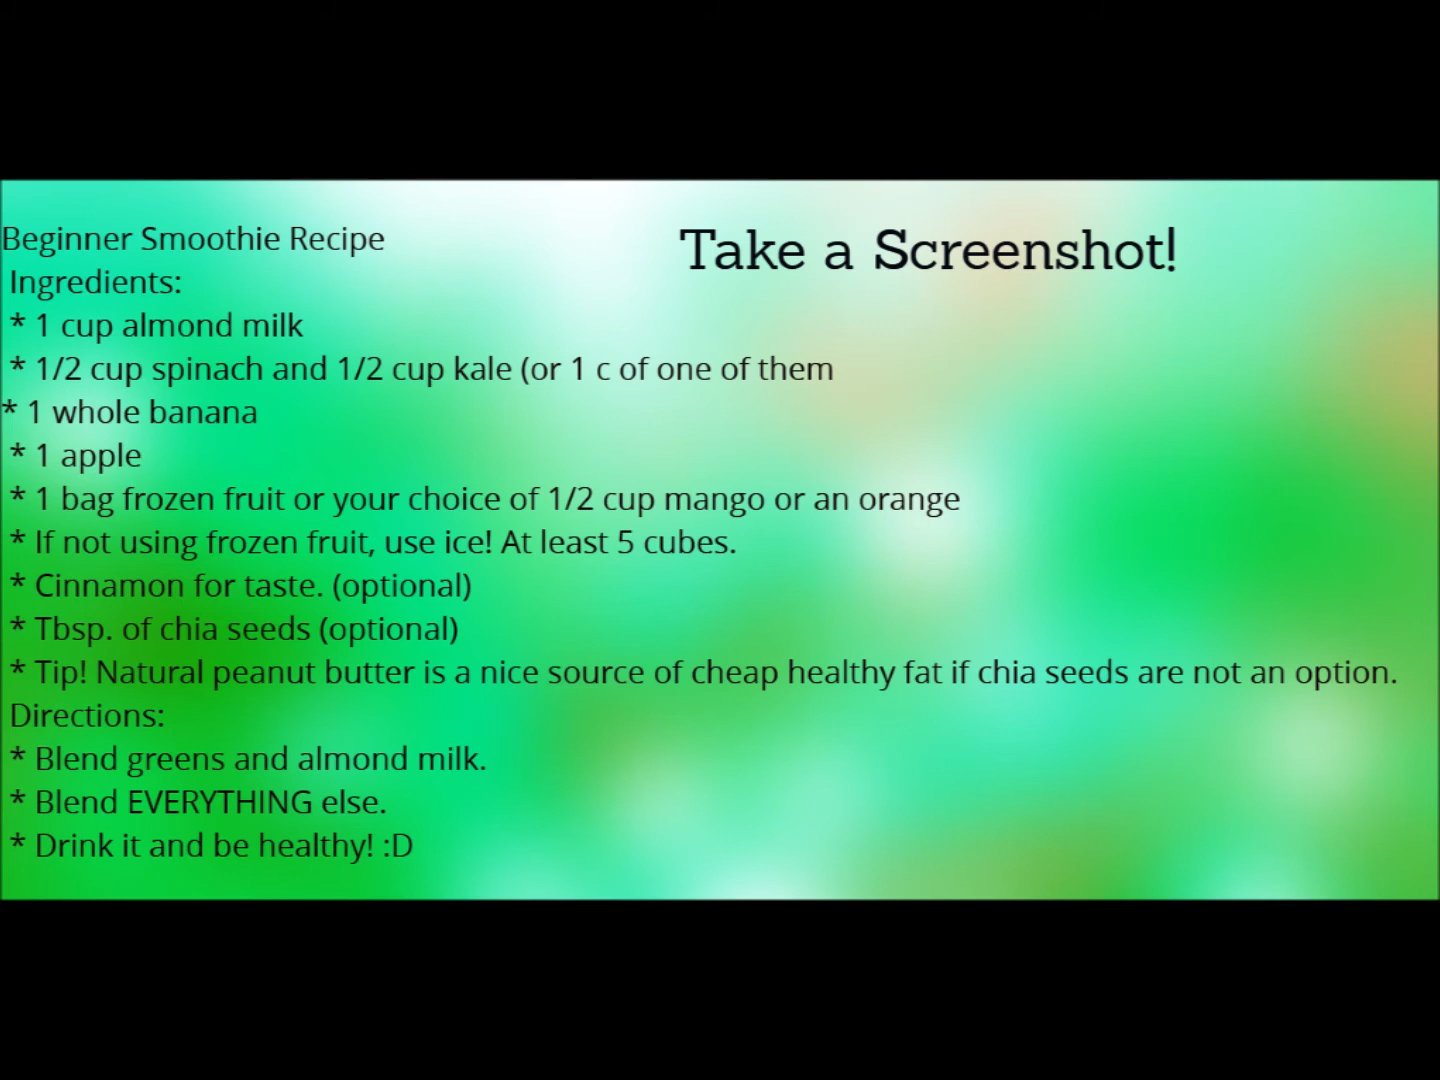 Beginner Smoothie Recipe
Take a Screenshot!
Ingredients:
* 1 cup almond milk
* 1/2 cup spinach and 1/2 cup kale (or 1 c of one of them
* 1 whole banana
* 1 apple
* 1 bag frozen fruit or your choice of 1/2 cup mango or an orange
* If not using frozen fruit, use ice! At least 5 cubes.
* Cinnamon for taste. (optional)
* Tbsp. of chia seeds (optional)
* Tip! Natural peanut butter is a nice source of cheap healthy fat if chia seeds are not an option.
Directions:
* Blend greens and almond milk.
* Blend EVERYTHING else.
* Drink it and be healthy! :D